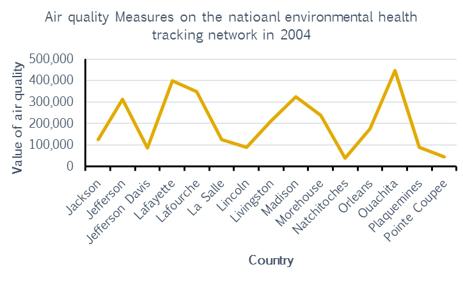 Air quality Measures on the natioanl environmental health
tracking network in 2004
Value of air quality
500,000
400,000
300,000
200,000
100,000
0
Jackson
Jefferson
Jefferson Davis
Lafayette
Lafourche
La Salle
Lincoln
Livingston
Madison
Morehouse
Natchitoches
Orleans
Ouachita
Plaquemines
Pointe Coupee
Country